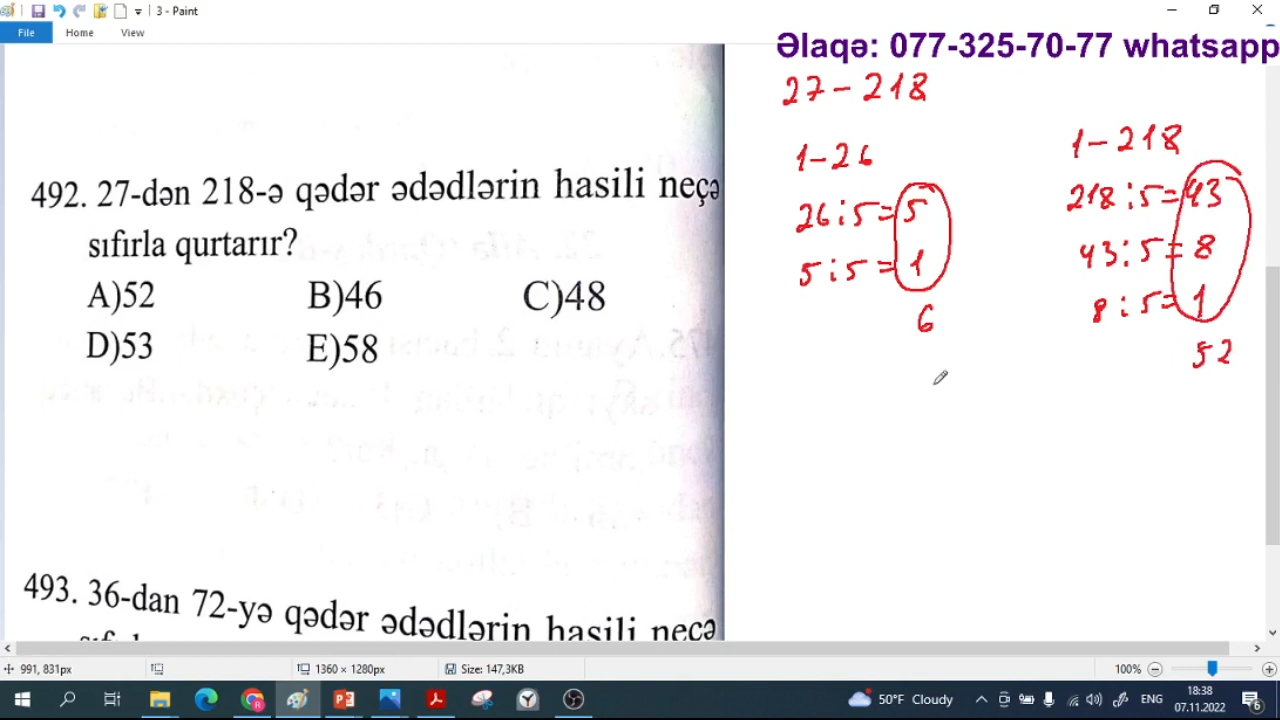 3 - Paint
File Home View
Əlaqə: 077-325-70-77 whatsapp
492. 27-dən 218-ə qədər ədədlərin hasili neçə
sıfırla qurtarır?
A)52 B)46 C)48
D)53 E)58
493. 36-dan 72-yə qədər ədədlərin hasili neçə
27-218
1-26
26:5=5
5:5=1
6
1-218
218:5=43
43:5=8
8:5=1
52
991, 831px 1360 × 1280px Size: 147,3KB 100%
50°F Cloudy ENG 18:38
07.11.2022 6